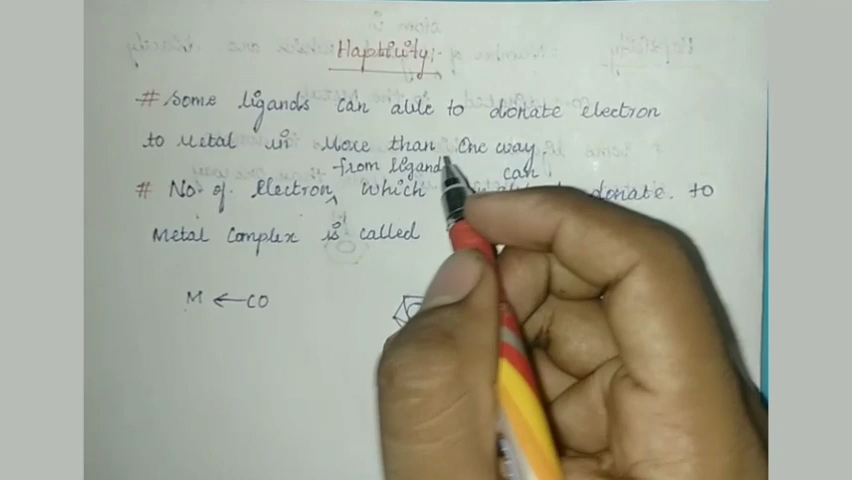 Hapticity:-
# Some ligands can able to donate electron
to Metal in More than One way.
from ligand can
# No. of electron which donate. to
Metal Complex is called
M ← CO